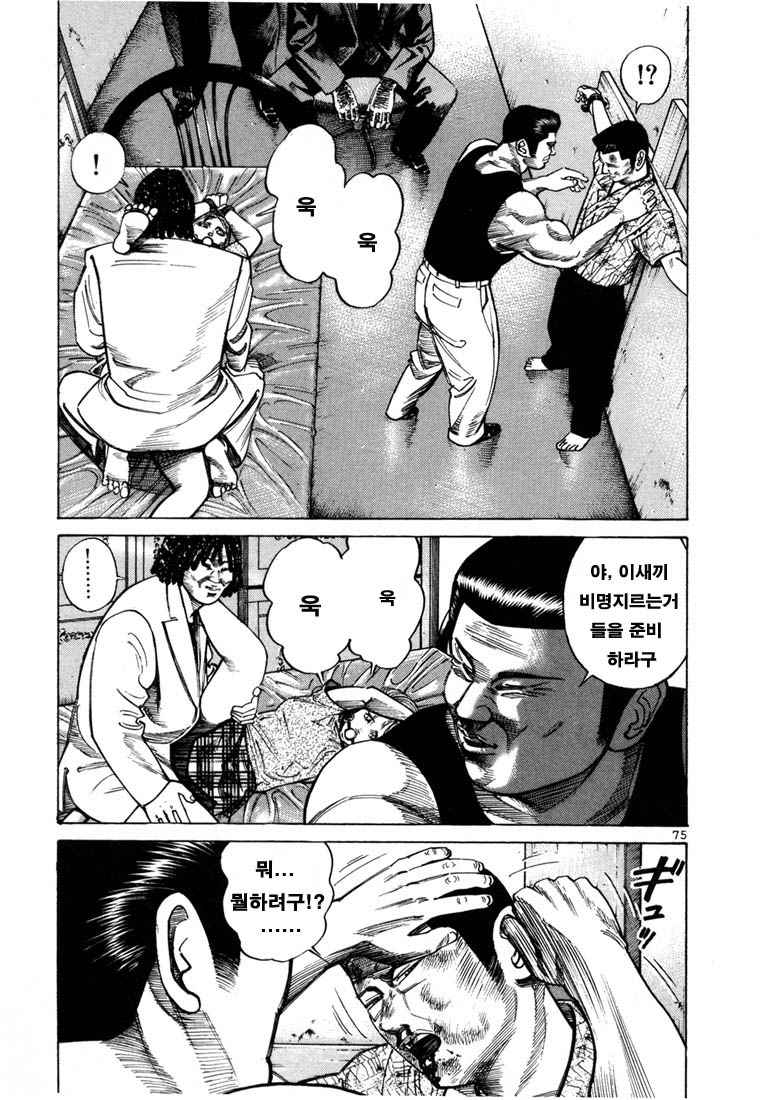 !?
!
욱
욱
야, 이새끼
비명지르는거
들을 준비
하라구
욱
욱
!......
75
ギュッ
뭐...
뭘하려구!?
......